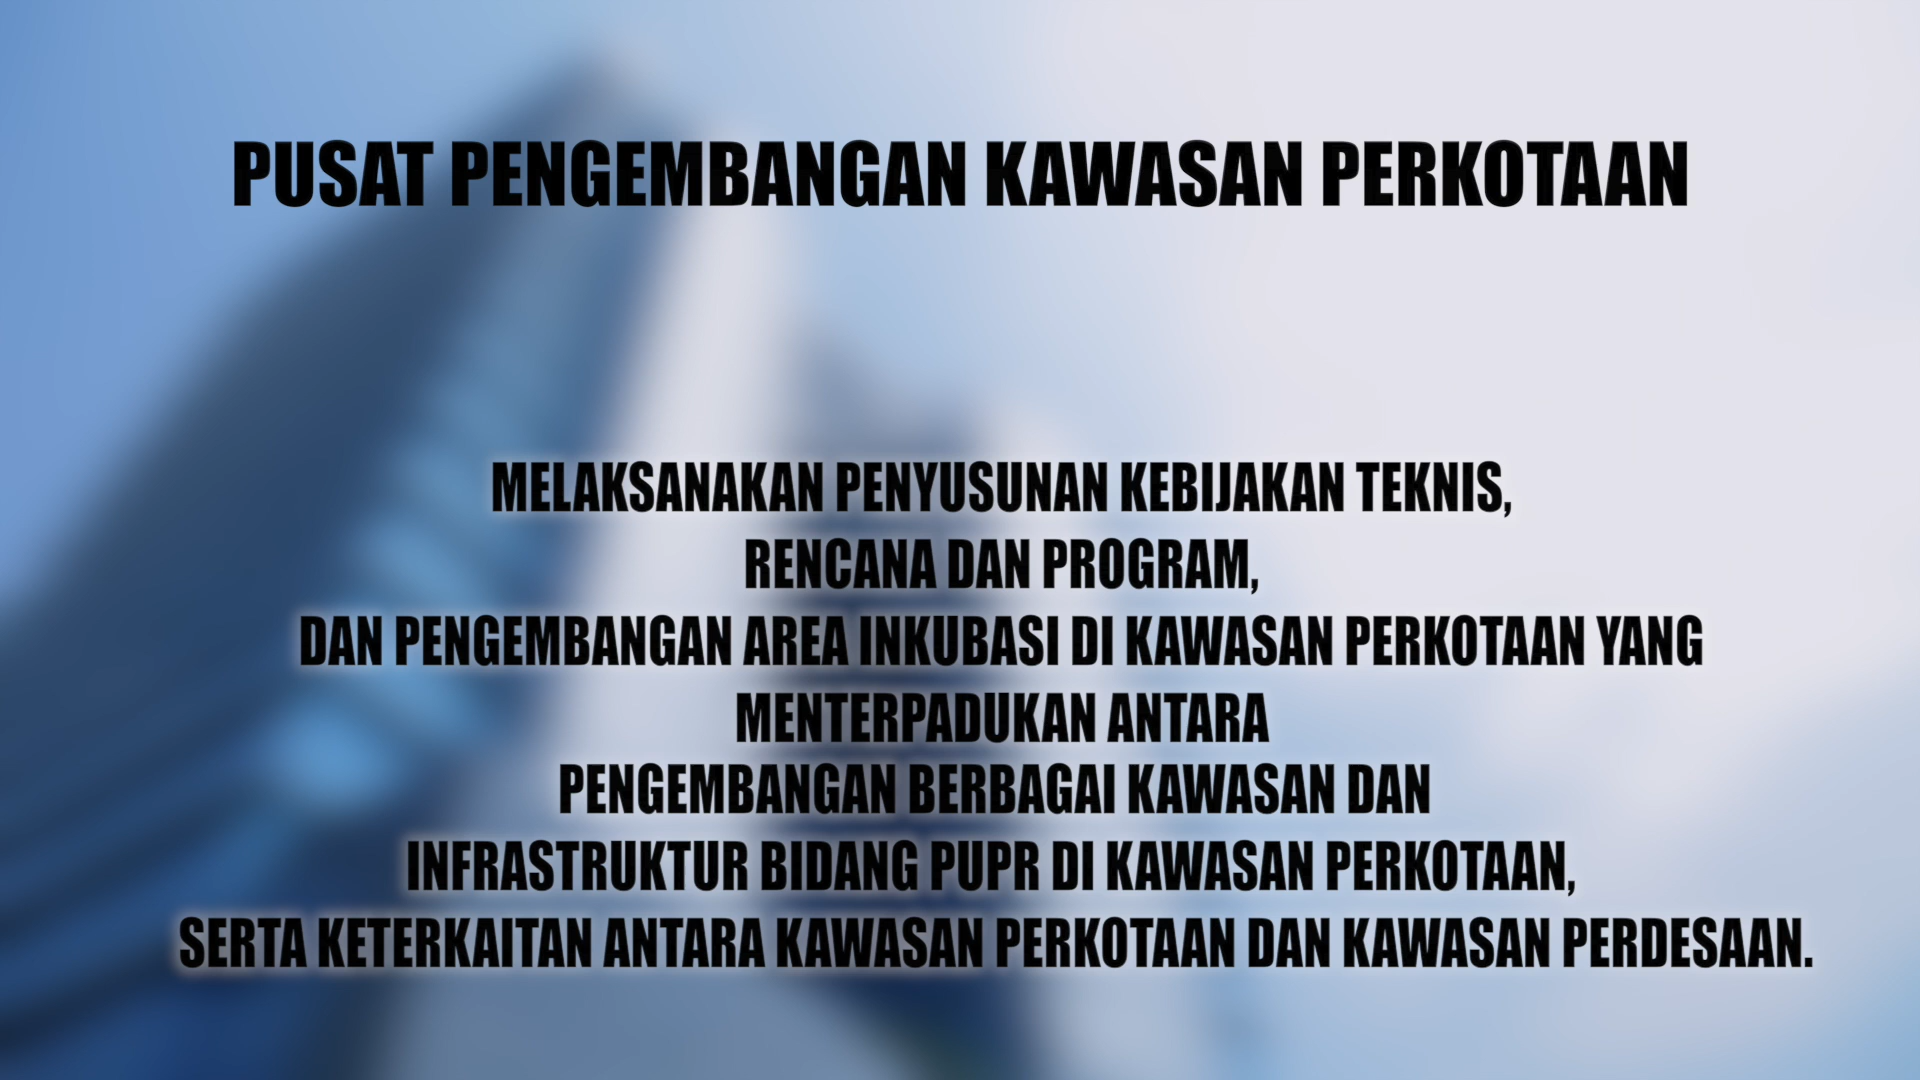 PUSAT PENGEMBANGAN KAWASAN PERKOTAAN
MELAKSANAKAN PENYUSUNAN KEBIJAKAN TEKNIS,
RENCANA DAN PROGRAM,
DAN PENGEMBANGAN AREA INKUBASI DI KAWASAN PERKOTAAN YANG
MENTERPADUKAN ANTARA
PENGEMBANGAN BERBAGAI KAWASAN DAN
INFRASTRUKTUR BIDANG PUPR DI KAWASAN PERKOTAAN,
SERTA KETERKAITAN ANTARA KAWASAN PERKOTAAN DAN KAWASAN PERDESAAN.